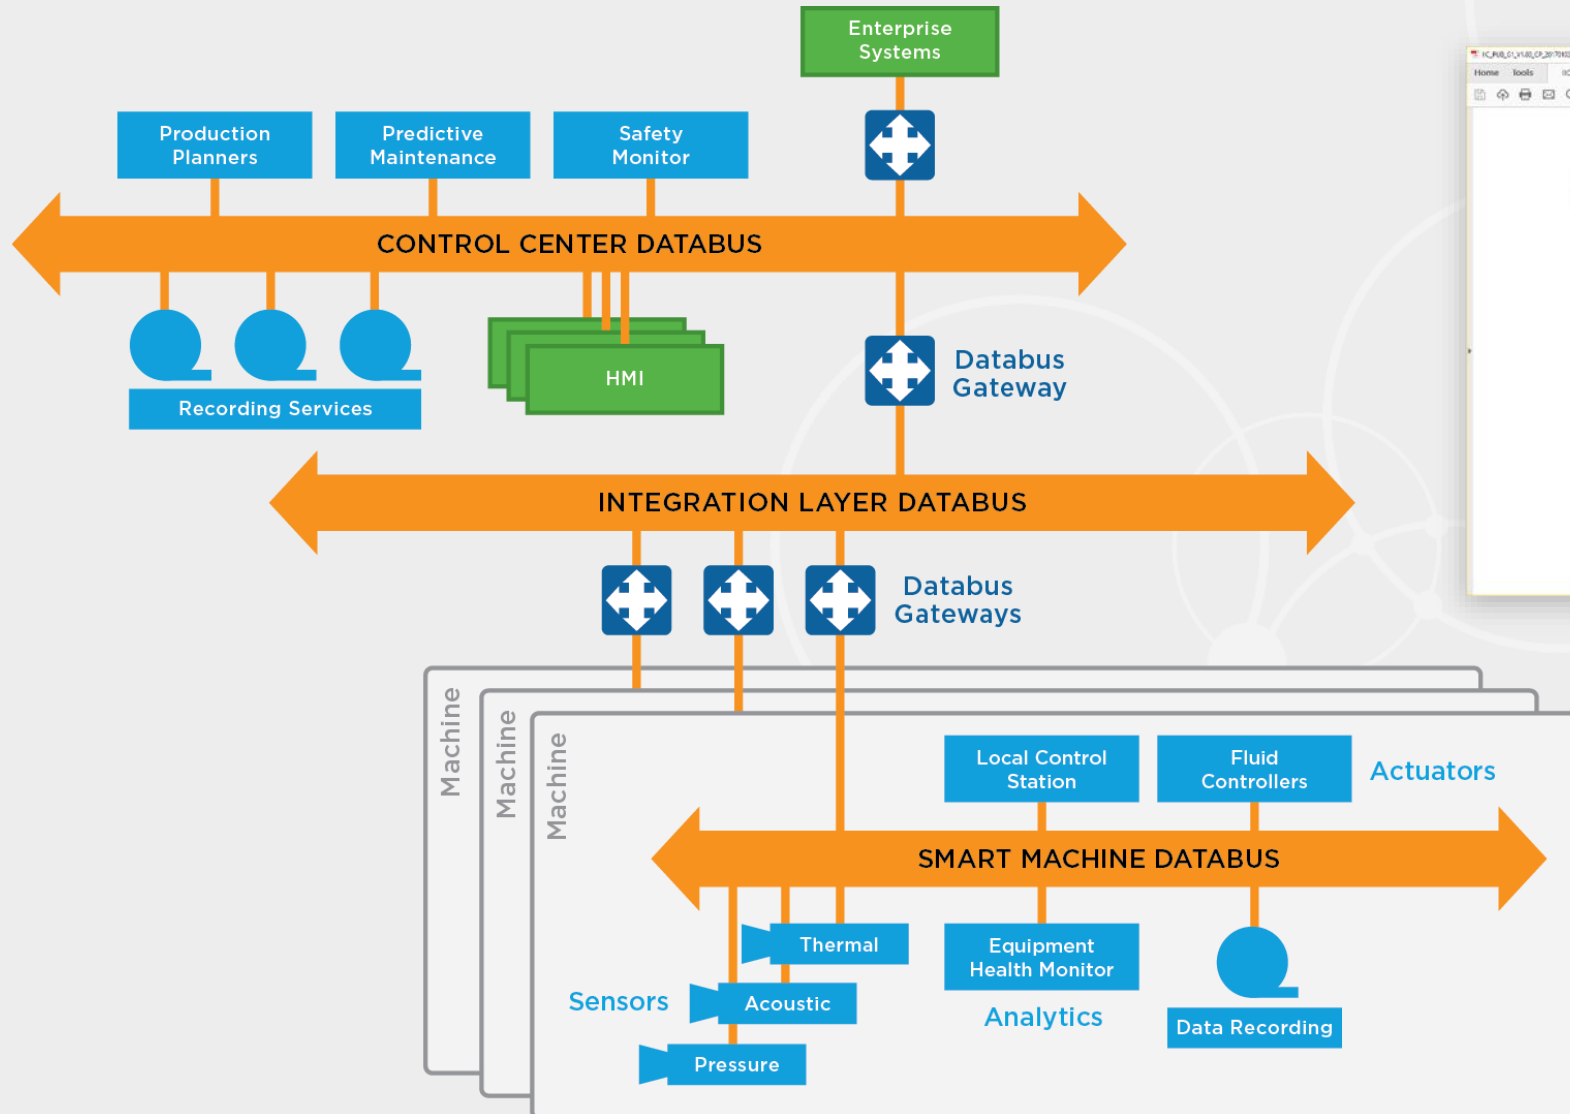 Enterprise
Systems
Production
Planners
Predictive
Maintenance
Safety
Monitor
CONTROL CENTER DATABUS
Recording Services
HMI
Databus
Gateway
INTEGRATION LAYER DATABUS
Databus
Gateways
Machine
Machine
Machine
Local Control
Station
Fluid
Controllers
Actuators
SMART MACHINE DATABUS
Thermal
Acoustic
Pressure
Sensors
Equipment
Health Monitor
Analytics
Data Recording
Home Tools